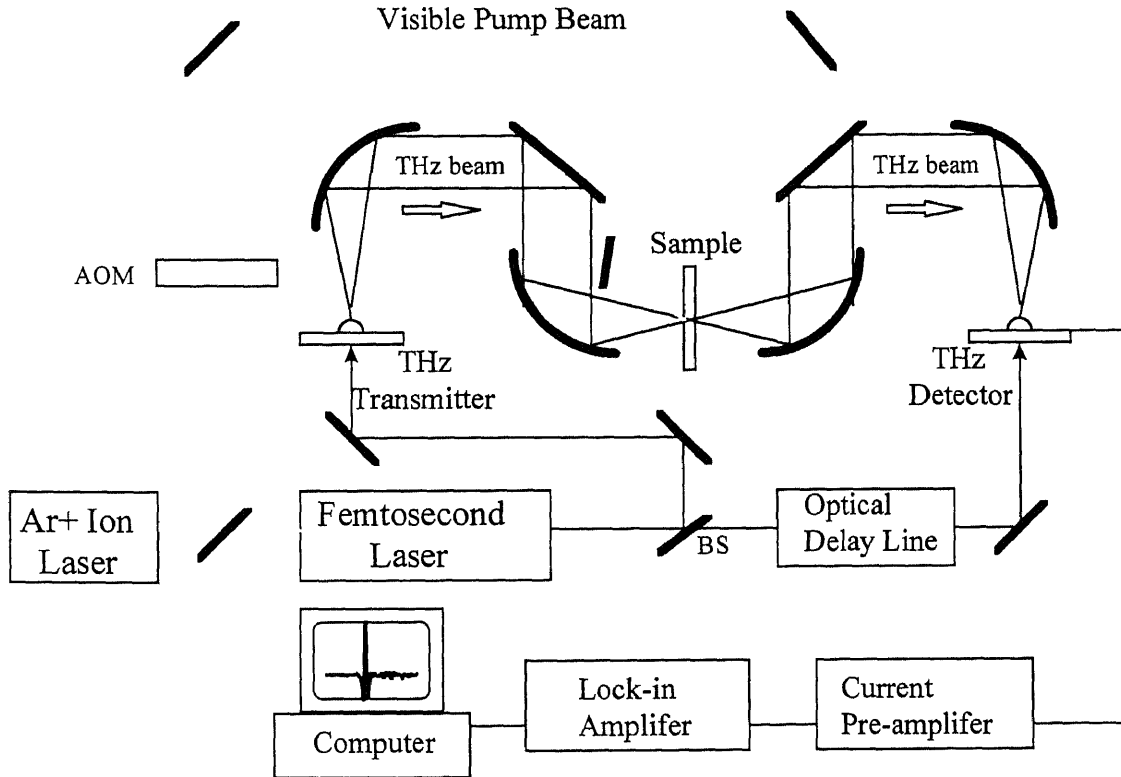 Visible Pump Beam
THz beam
THz beam
Sample
AOM
THz
Transmitter
THz
Detector
Ar+ Ion
Laser
Femtosecond
Laser
BS
Optical
Delay Line
Computer
Lock-in
Amplifer
Current
Pre-amplifer